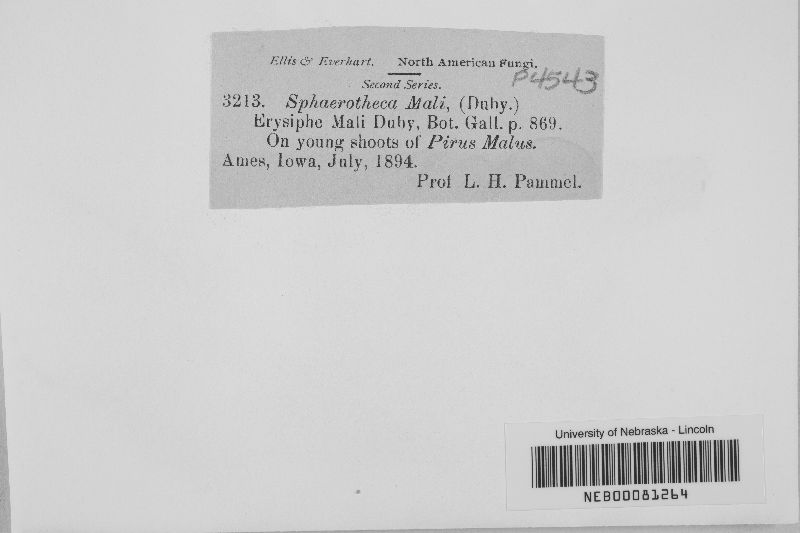 Ellis & Everhart. North American Fungi.
P4543
Second Series.
3213. Sphaerotheca Mali, (Duby.)
Erysiphe Mali Duby, Bot. Gall. p. 869.
On young shoots of Pirus Malus.
Ames, Iowa, July, 1894.
Prof L. H. Pammel.
University of Nebraska - Lincoln
NEB00081264